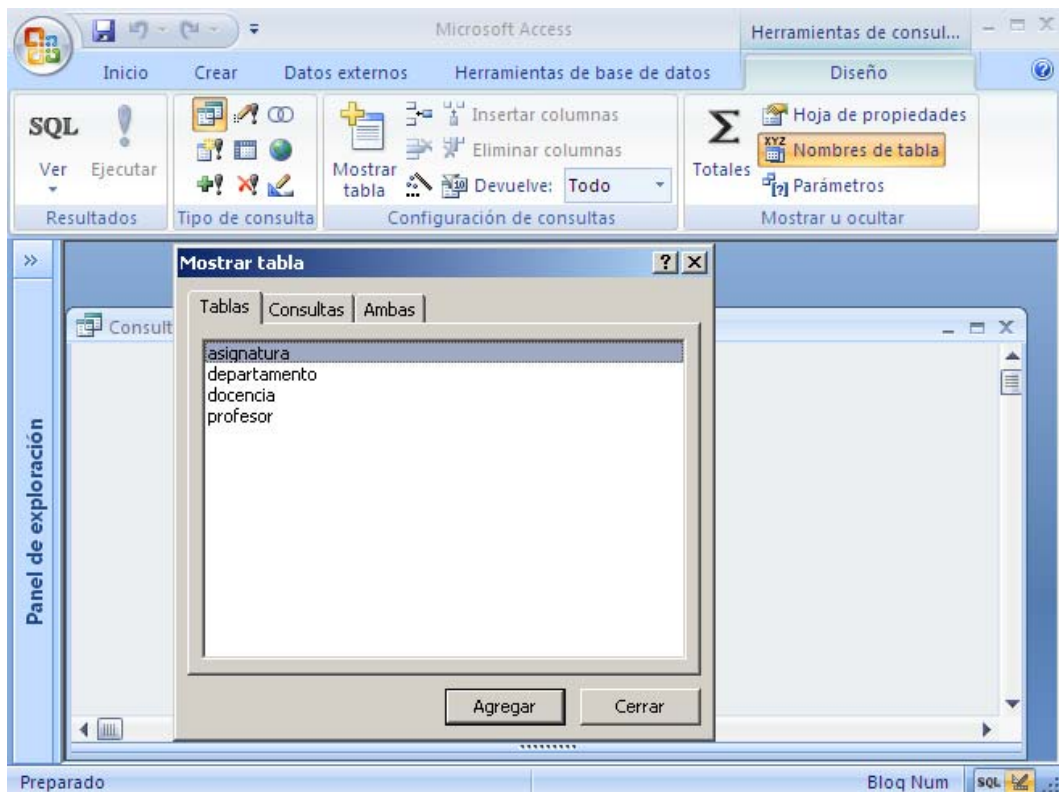 Microsoft Access
Herramientas de consul...
Inicio
Crear
Datos externos
Herramientas de base de datos
Diseño
SQL
Ver
Ejecutar
Resultados
Tipo de consulta
Mostrar
tabla
Insertar columnas
Eliminar columnas
Devuelve: Todo
Configuración de consultas
Σ
Totales
Hoja de propiedades
XYZ
Nombres de tabla
Parámetros
Mostrar u ocultar
Panel de exploración
Consult
Mostrar tabla
Tablas
Consultas
Ambas
asignatura
departamento
docencia
profesor
Agregar
Cerrar
Preparado
Bloq Num
SQL